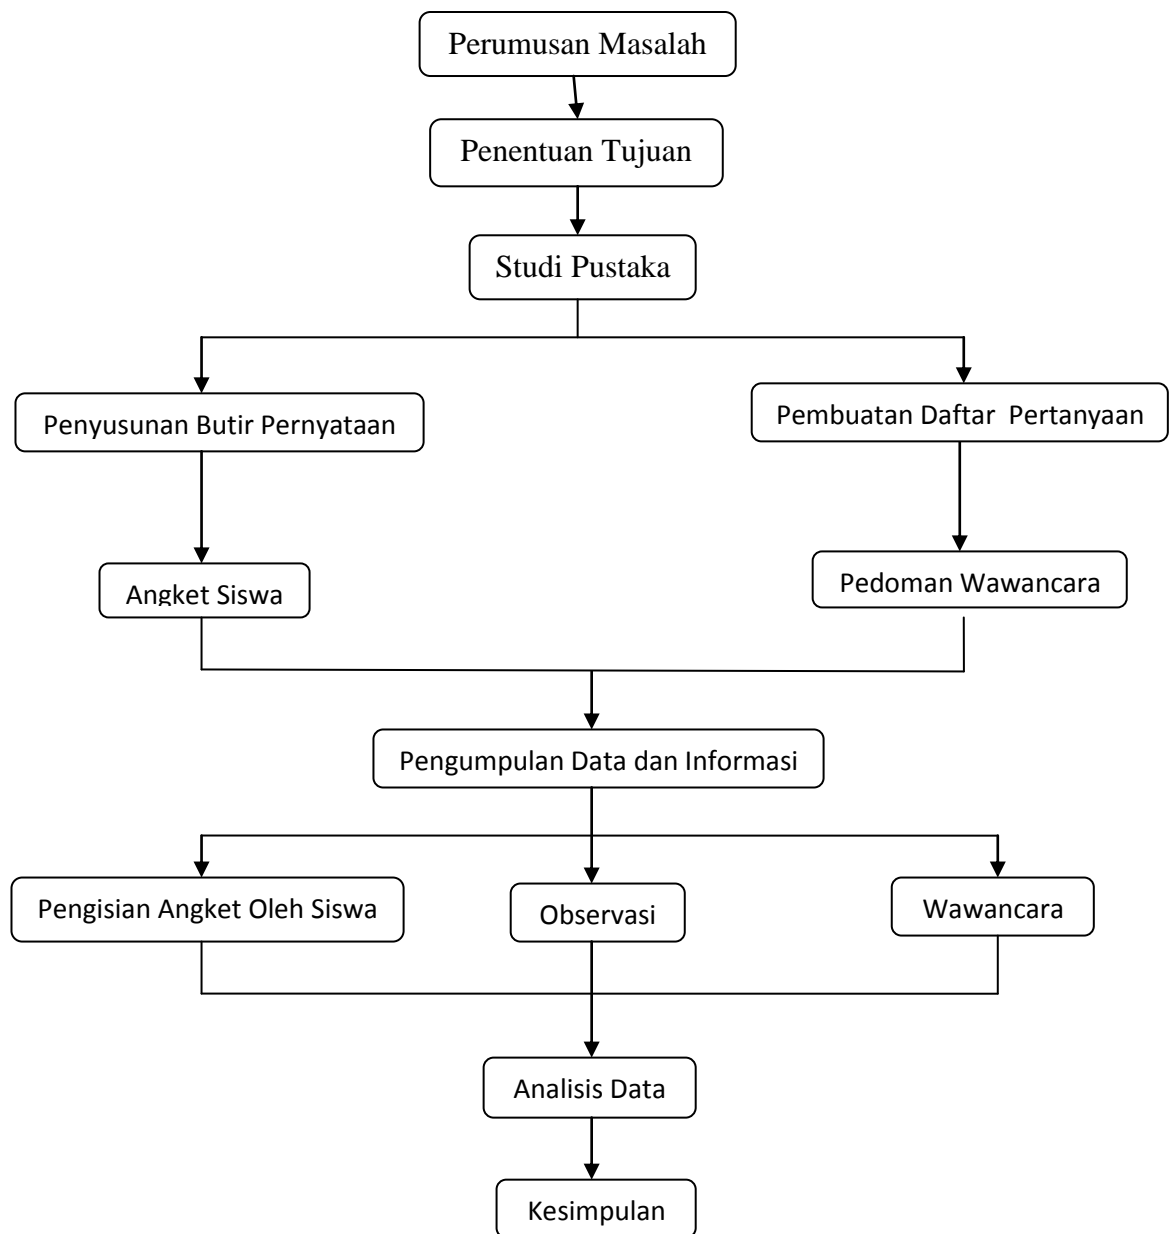 Perumusan Masalah
Penentuan Tujuan
Studi Pustaka
Penyusunan Butir Pernyataan
Pembuatan Daftar  Pertanyaan
Angket Siswa
Pedoman Wawancara
Pengumpulan Data dan Informasi
Pengisian Angket Oleh Siswa
Observasi
Wawancara
Analisis Data
Kesimpulan